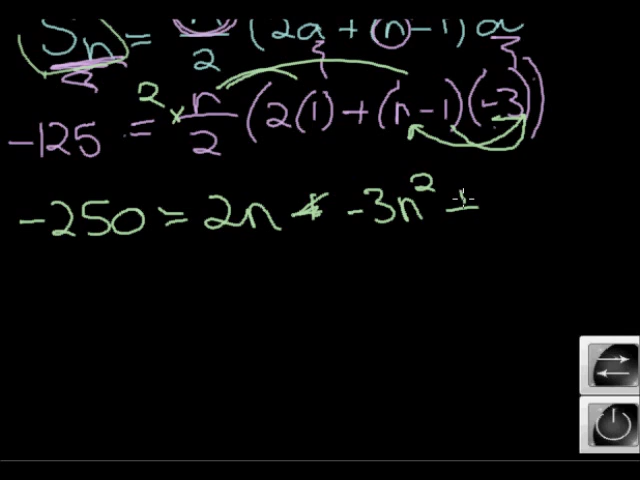 Sn = n/2 (2a + (n-1)d
-125 = 2 × n/2 (2(1) + (n-1)(-3))
-250 = 2n -3n² +